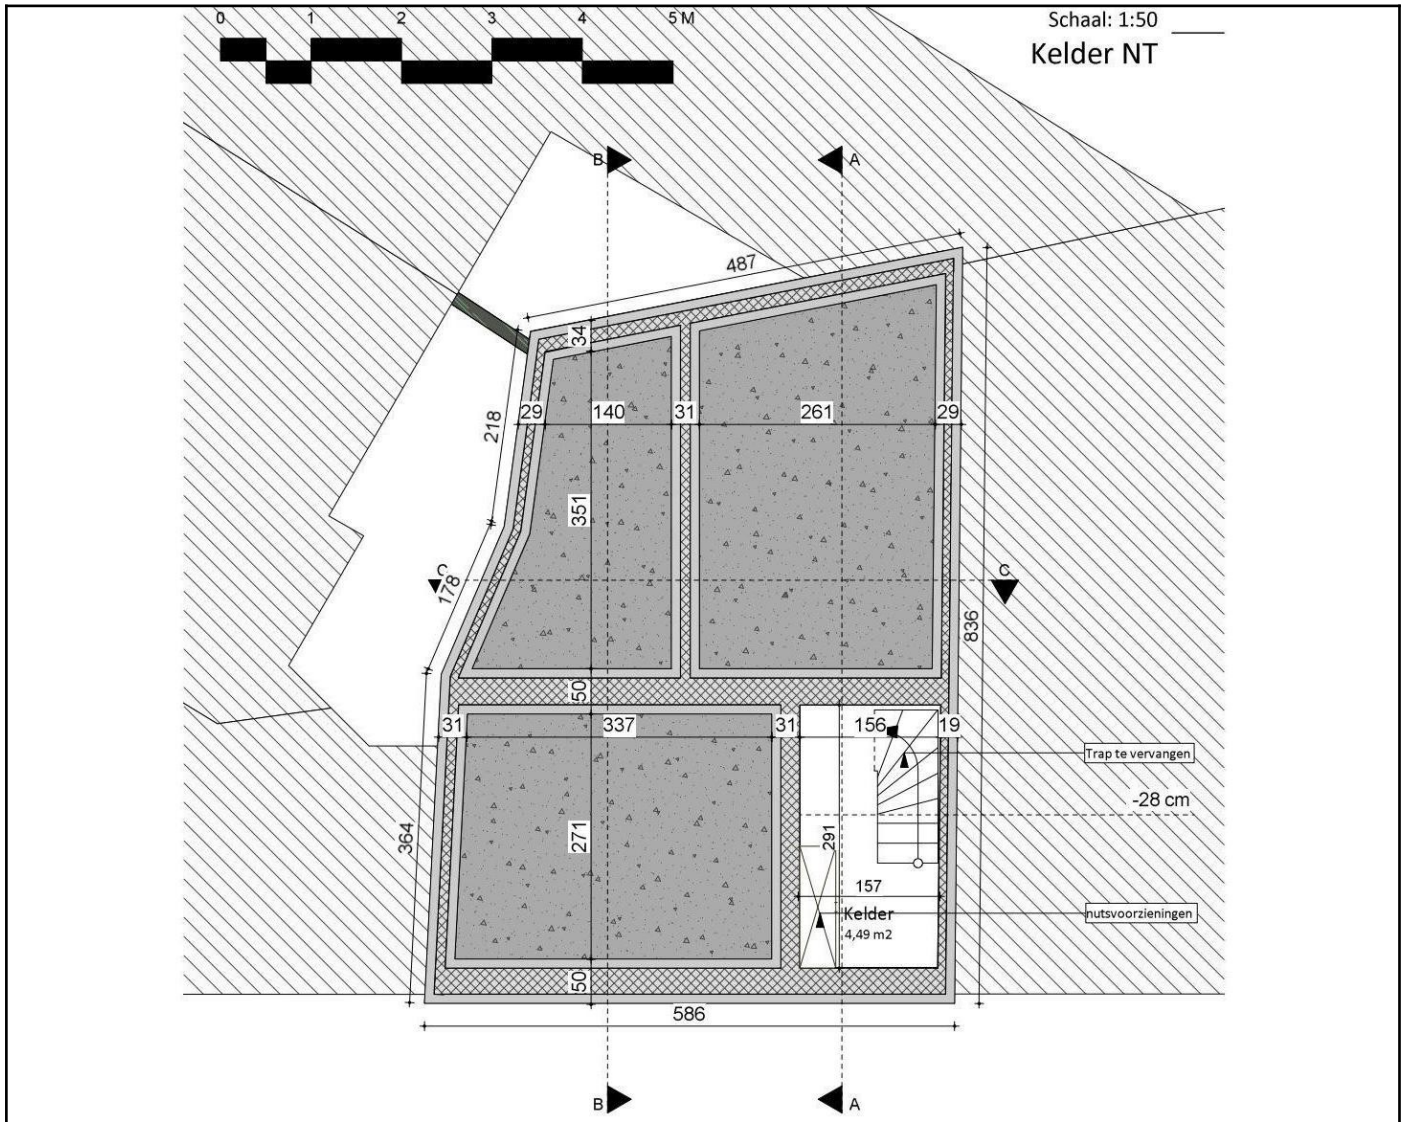 0 1 2 3 4 5 M
Schaal: 1:50
Kelder NT
B
A
487
34
29
140
31
261
29
218
351
C
C
178
836
50
31
337
31
156
19
Trap te vervangen
-28 cm
364
271
291
157
Kelder
4,49 m2
nutsvoorzieningen
50
586
B
A